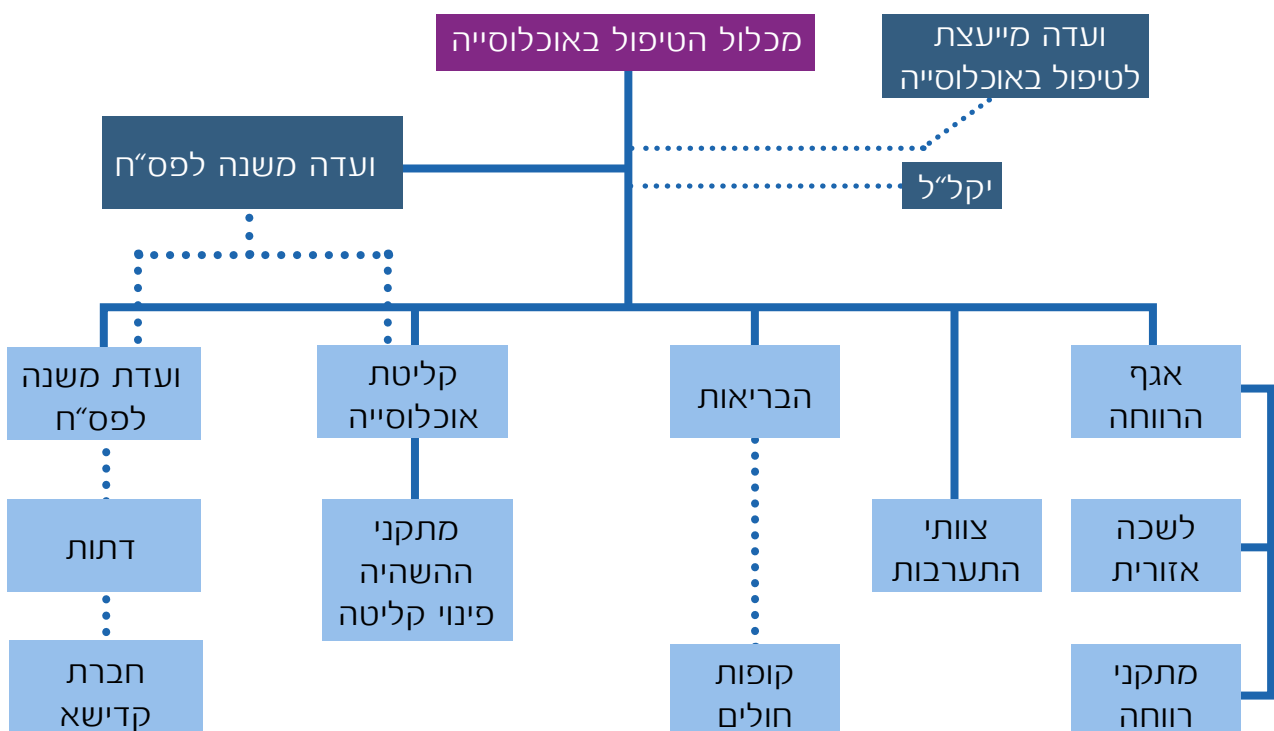 מכלול הטיפול באוכלוסייה
ועדה מייעצת
לטיפול באוכלוסייה
ועדה משנה לפס״ח
יקל״ל
אגף
הרווחה
הבריאות
קליטת
אוכלוסייה
ועדת משנה
לפס״ח
לשכה
אזורית
צוותי
התערבות
מתקני
ההשהיה
פינוי קליטה
דתות
מתקני
רווחה
קופות
חולים
חברת
קדישא